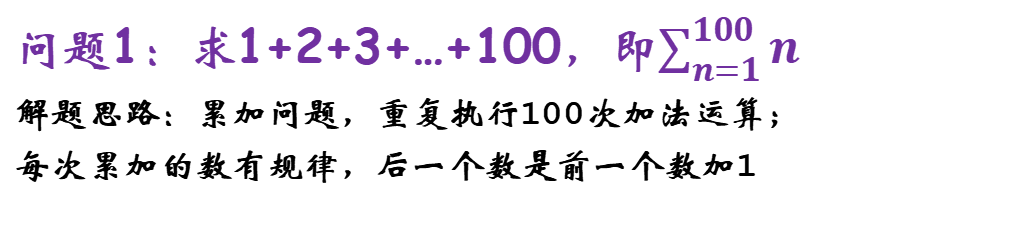 问题1：求1+2+3+…+100，即∑_{n=1}^{100} n
解题思路：累加问题，重复执行100次加法运算；
每次累加的数有规律，后一个数是前一个数加1